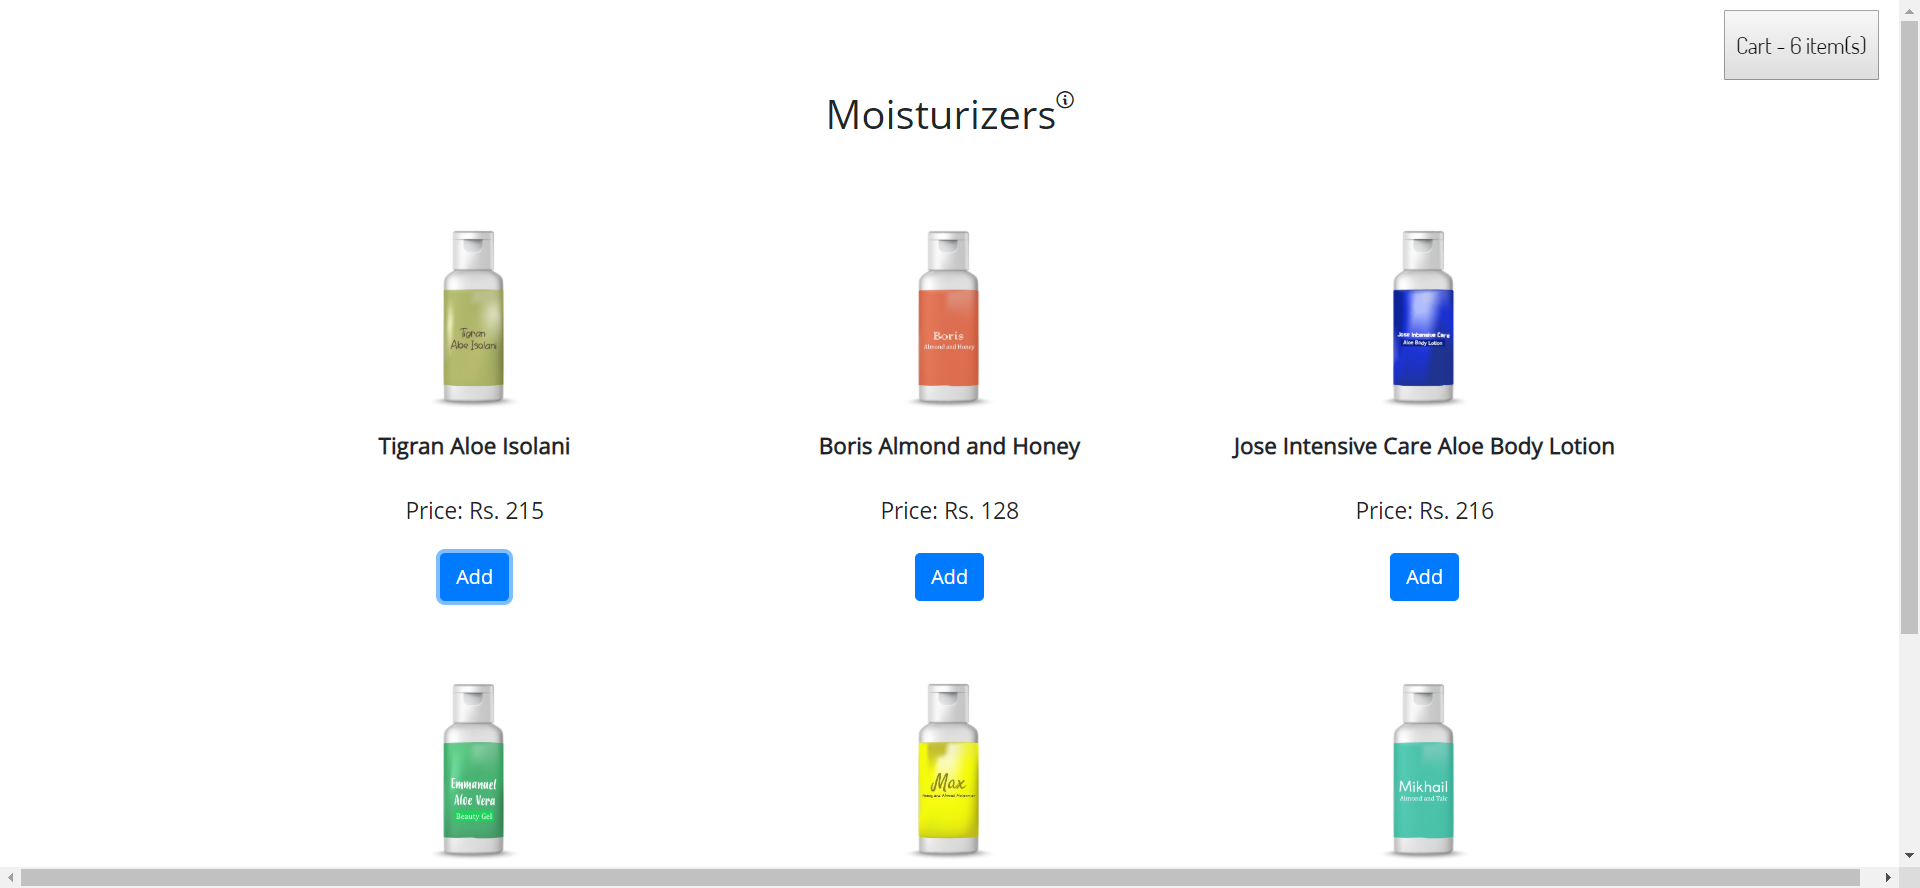 Cart - 6 item(s)
Moisturizers
Tigran
Aloe Isolani
Boris
Almond and Honey
Jose Intensive Care
Aloe Body Lotion
Tigran Aloe Isolani
Boris Almond and Honey
Jose Intensive Care Aloe Body Lotion
Price: Rs. 215
Price: Rs. 128
Price: Rs. 216
Add
Add
Add
Emmanuel
Aloe Vera
Beauty Gel
Max
Mikhail
Almond and Tulc